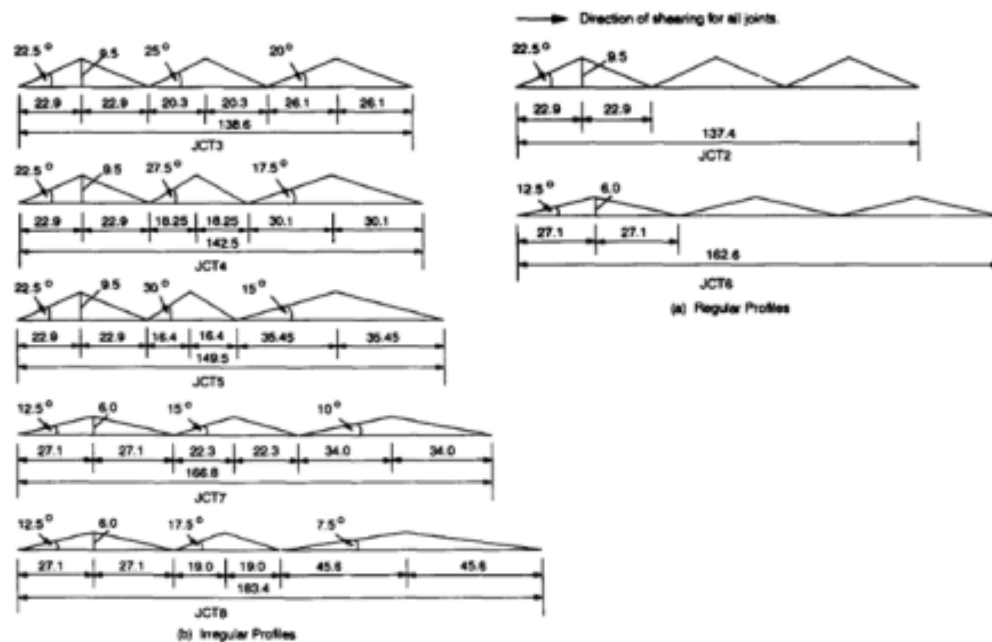 22.5° 9.5 25° 20°
22.9 22.9 20.3 20.3 26.1 26.1
138.6
JCT3
22.5° 9.5 27.5° 17.5°
22.9 22.9 18.25 18.25 30.1 30.1
142.5
JCT4
22.5° 9.5 30° 15°
22.9 22.9 16.4 16.4 35.45 35.45
149.5
JCT5
12.5° 6.0 15° 10°
27.1 27.1 22.3 22.3 34.0 34.0
166.8
JCT7
12.5° 6.0 17.5° 7.5°
27.1 27.1 19.0 19.0 45.6 45.6
183.4
JCT8
(b) Irregular Profiles
Direction of shearing for all joints.
22.5° 9.5
22.9 22.9
137.4
JCT2
12.5° 6.0
27.1 27.1
162.6
JCT6
(a) Regular Profiles